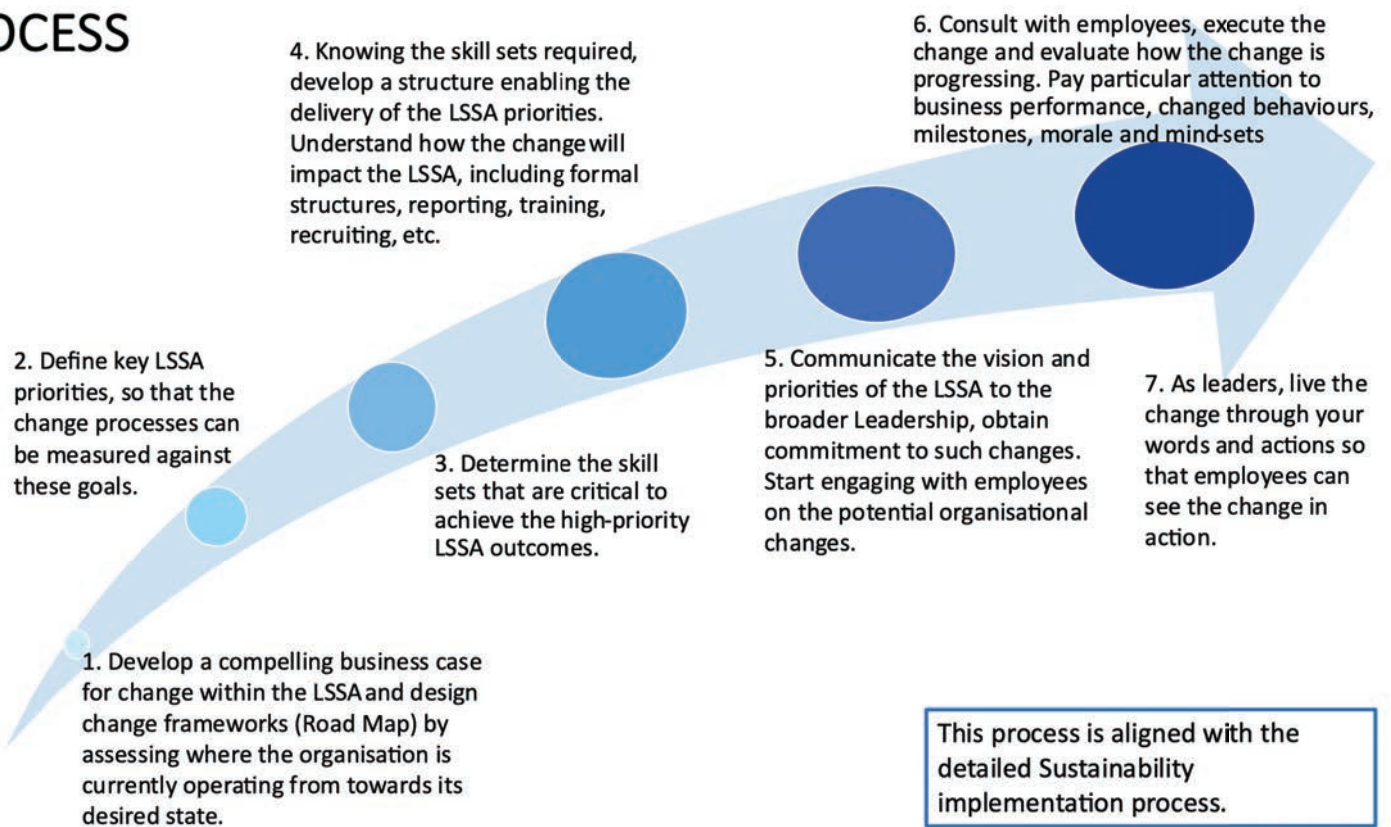 OCESS
1. Develop a compelling business case
for change within the LSSA and design
change frameworks (Road Map) by
assessing where the organisation is
currently operating from towards its
desired state.
2. Define key LSSA
priorities, so that the
change processes can
be measured against
these goals.
3. Determine the skill
sets that are critical to
achieve the high-priority
LSSA outcomes.
4. Knowing the skill sets required,
develop a structure enabling the
delivery of the LSSA priorities.
Understand how the change will
impact the LSSA, including formal
structures, reporting, training,
recruiting, etc.
5. Communicate the vision and
priorities of the LSSA to the
broader Leadership, obtain
commitment to such changes.
Start engaging with employees
on the potential organisational
changes.
6. Consult with employees, execute the
change and evaluate how the change is
progressing. Pay particular attention to
business performance, changed behaviours,
milestones, morale and mind-sets
7. As leaders, live the
change through your
words and actions so
that employees can
see the change in
action.
This process is aligned with the
detailed Sustainability
implementation process.